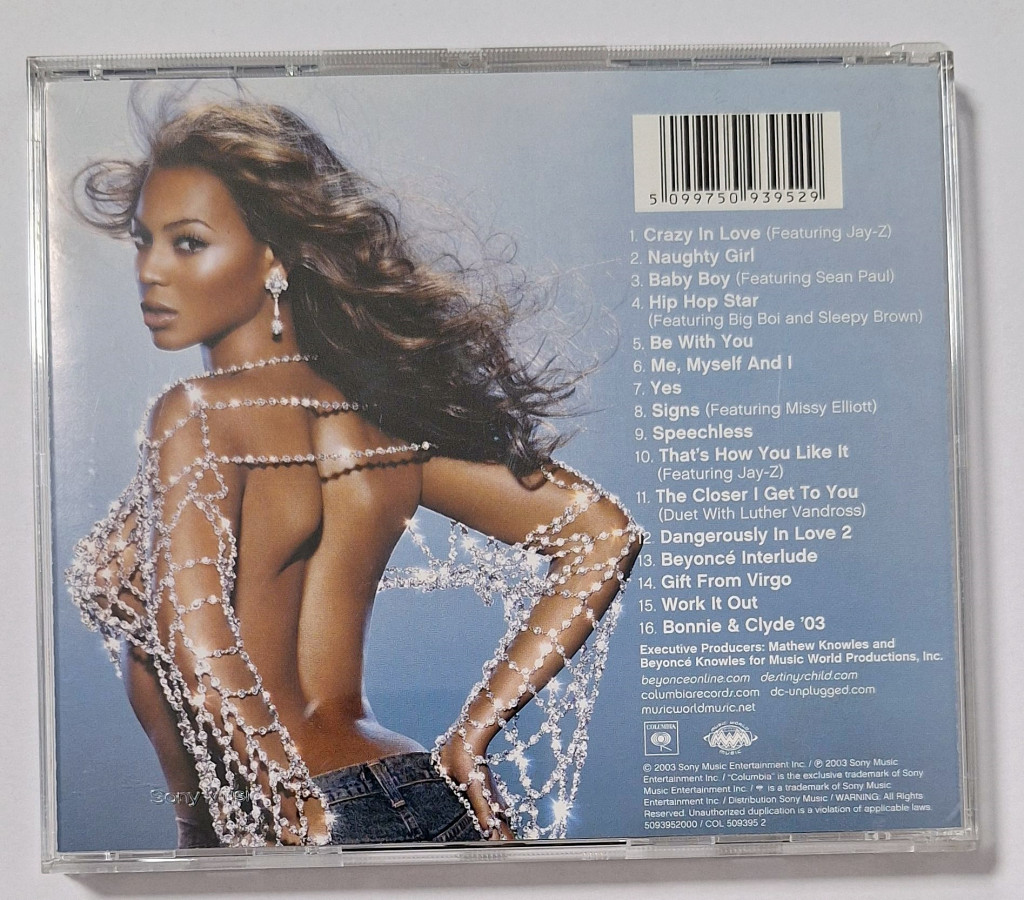 5 099750 939529
1. Crazy In Love (Featuring Jay-Z)
2. Naughty Girl
3. Baby Boy (Featuring Sean Paul)
4. Hip Hop Star
(Featuring Big Boi and Sleepy Brown)
5. Be With You
6. Me, Myself And I
7. Yes
8. Signs (Featuring Missy Elliott)
9. Speechless
10. That's How You Like It
(Featuring Jay-Z)
11. The Closer I Get To You
(Duet With Luther Vandross)
12. Dangerously In Love 2
13. Beyoncé Interlude
14. Gift From Virgo
15. Work It Out
16. Bonnie & Clyde '03
Executive Producers: Mathew Knowles and
Beyoncé Knowles for Music World Productions, Inc.
beyonceonline.com destinyschild.com
columbiarecords.com dc-unplugged.com
musicworldmusic.net
COLUMBIA
MUSIC WORLD
MUSIC
© 2003 Sony Music Entertainment Inc. / ℗ 2003 Sony Music
Entertainment Inc. / "Columbia" is the exclusive trademark of Sony
Music Entertainment Inc. / is a trademark of Sony Music
Entertainment Inc. / Distribution Sony Music / WARNING: All Rights
Reserved. Unauthorized duplication is a violation of applicable laws.
5093952000 / COL 509395 2
Sony Music